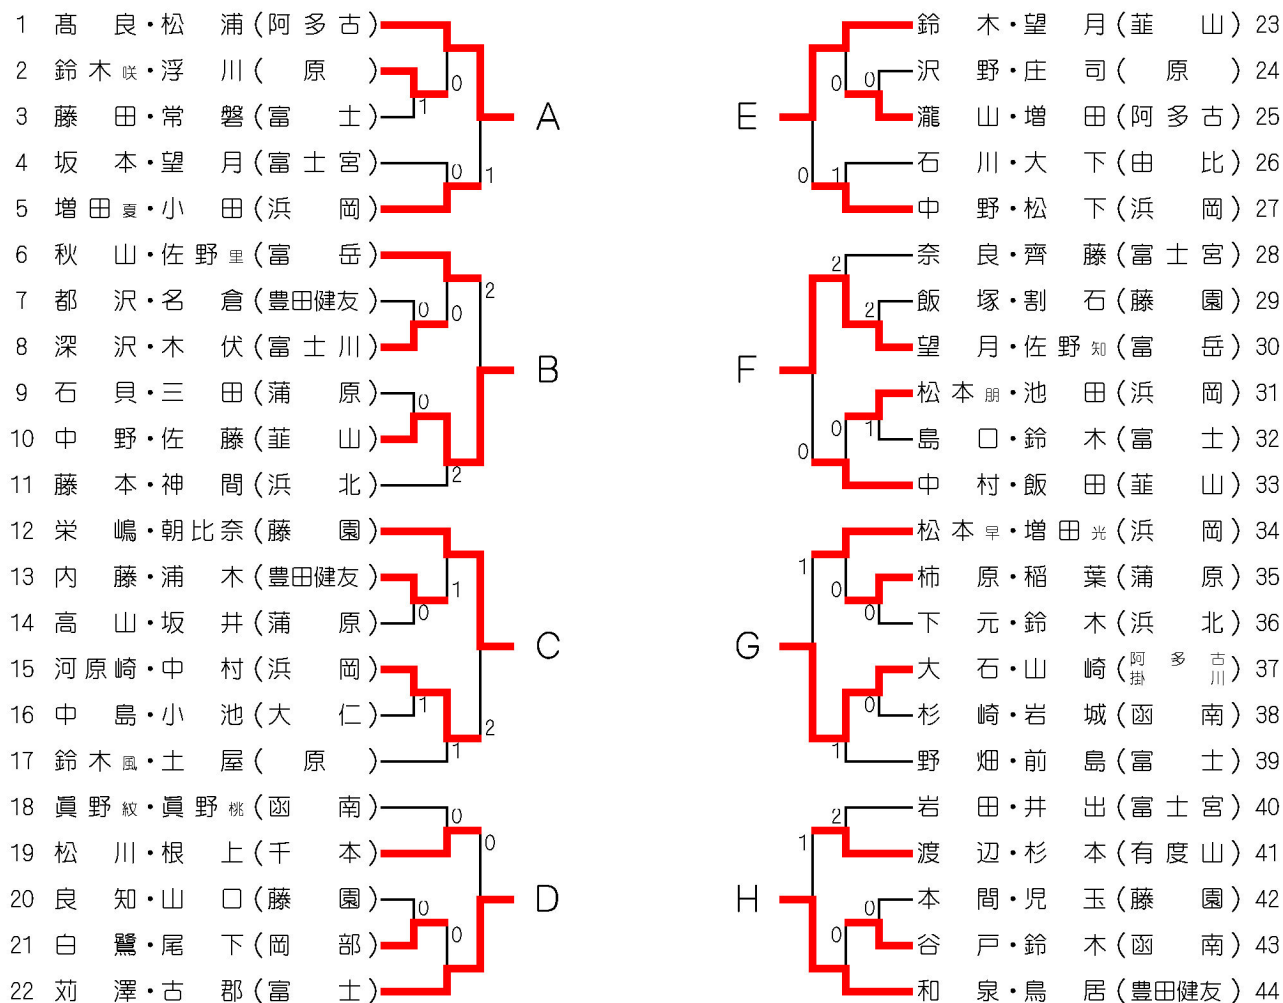 1 髙良・松浦(阿多古)
2 鈴木咲・浮川(原)
3 藤田・常磐(富士)
4 坂本・望月(富士宮)
5 増田夏・小田(浜岡)
0
1
0
1
A
6 秋山・佐野里(富岳)
7 都沢・名倉(豊田健友)
8 深沢・木伏(富士川)
9 石貝・三田(蒲原)
10 中野・佐藤(韮山)
11 藤本・神間(浜北)
2
0
0
0
2
B
12 栄嶋・朝比奈(藤園)
13 内藤・浦木(豊田健友)
14 高山・坂井(蒲原)
15 河原崎・中村(浜岡)
16 中島・小池(大仁)
17 鈴木風・土屋(原)
1
0
1
2
1
C
18 眞野紋・眞野桃(函南)
19 松川・根上(千本)
20 良知・山口(藤園)
21 白鷺・尾下(岡部)
22 苅澤・古郡(富士)
0
0
0
0
D
鈴木・望月(韮山) 23
沢野・庄司(原) 24
瀧山・増田(阿多古) 25
石川・大下(由比) 26
中野・松下(浜岡) 27
0
0
0
1
E
奈良・齊藤(富士宮) 28
飯塚・割石(藤園) 29
望月・佐野知(富岳) 30
松本朋・池田(浜岡) 31
島口・鈴木(富士) 32
中村・飯田(韮山) 33
2
2
0
1
0
F
松本早・増田光(浜岡) 34
柿原・稲葉(蒲原) 35
下元・鈴木(浜北) 36
大石・山崎(阿多古掛川) 37
杉崎・岩城(函南) 38
野畑・前島(富士) 39
1
0
0
0
1
G
岩田・井出(富士宮) 40
渡辺・杉本(有度山) 41
本間・児玉(藤園) 42
谷戸・鈴木(函南) 43
和泉・鳥居(豊田健友) 44
2
1
0
0
H